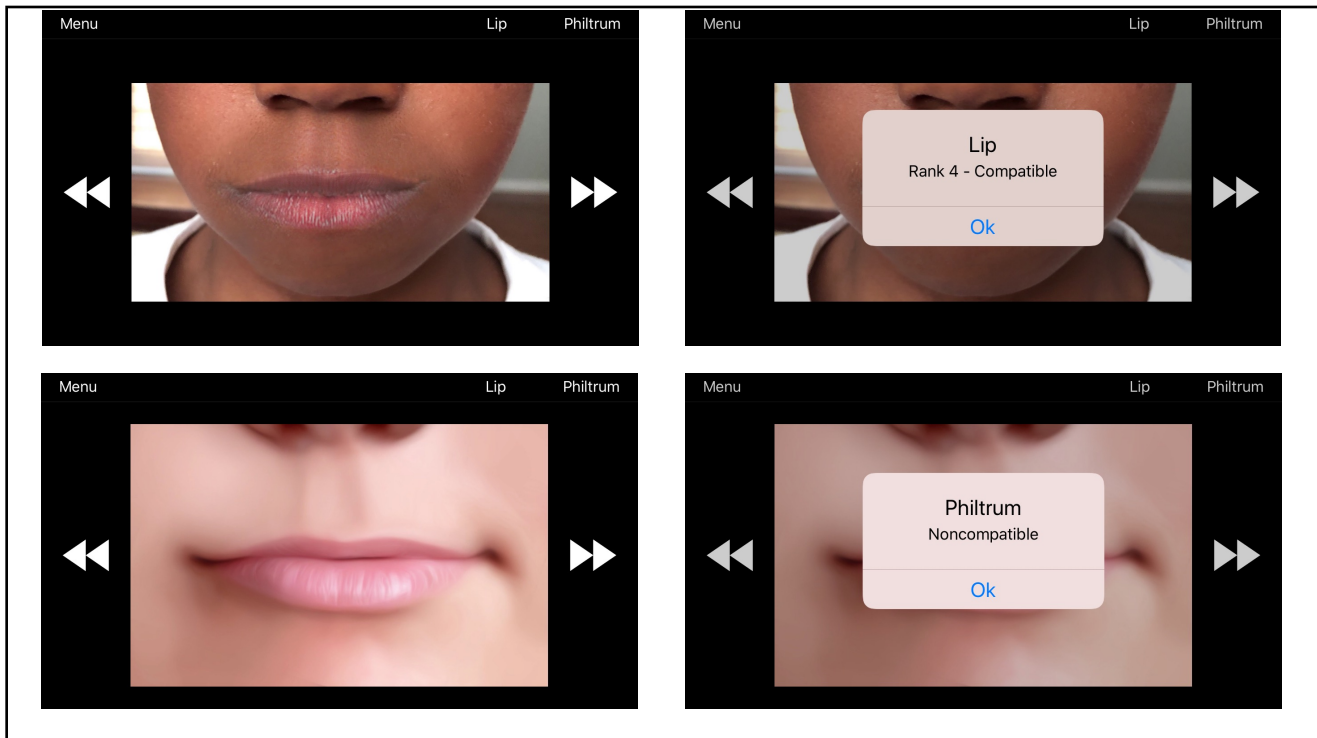 Menu Lip Philtrum
Menu Lip Philtrum
Lip
Rank 4 - Compatible
Ok
Menu Lip Philtrum
Menu Lip Philtrum
Philtrum
Noncompatible
Ok